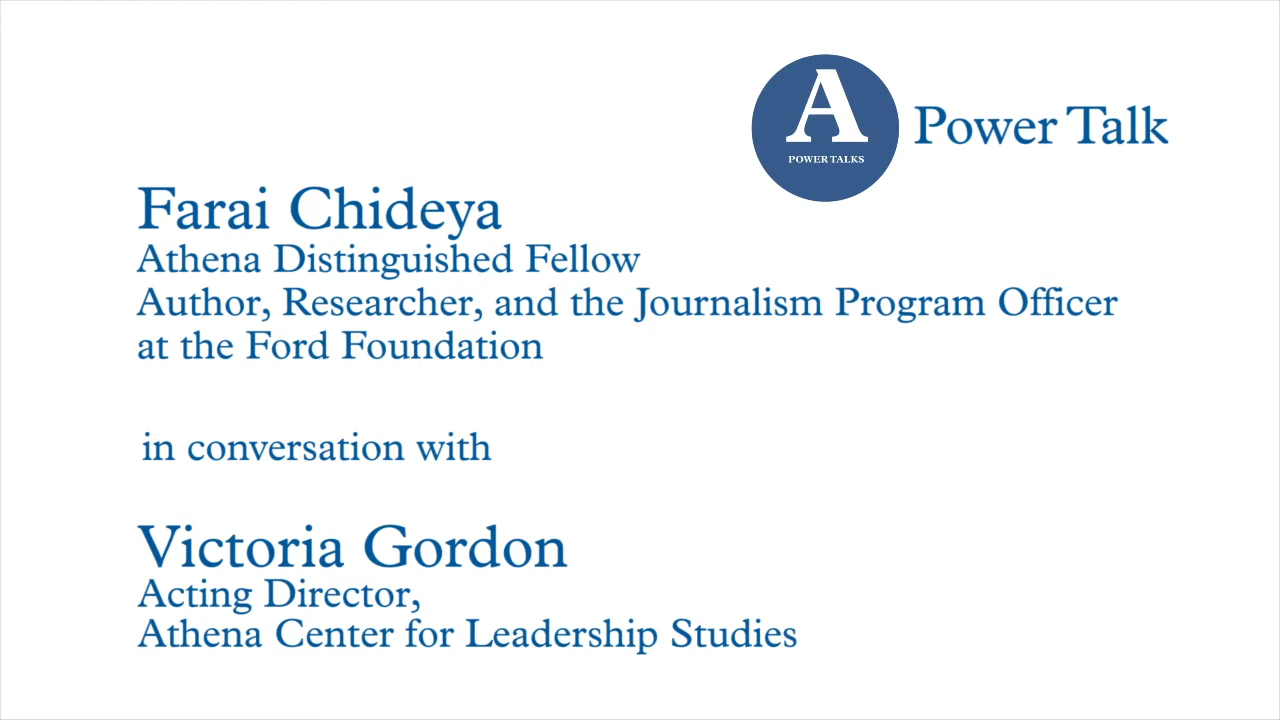 A
POWER TALKS
Power Talk
Farai Chideya
Athena Distinguished Fellow
Author, Researcher, and the Journalism Program Officer
at the Ford Foundation
in conversation with
Victoria Gordon
Acting Director,
Athena Center for Leadership Studies